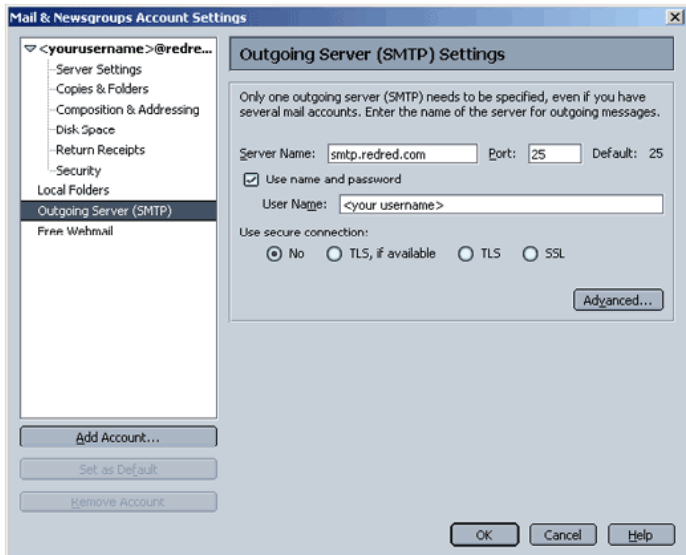 Mail & Newsgroups Account Settings
<yourusername>@redre...
Server Settings
Copies & Folders
Composition & Addressing
Disk Space
Return Receipts
Security
Local Folders
Outgoing Server (SMTP)
Free Webmail
Add Account...
Set as Default
Remove Account
Outgoing Server (SMTP) Settings
Only one outgoing server (SMTP) needs to be specified, even if you have
several mail accounts. Enter the name of the server for outgoing messages.
Server Name: smtp.redred.com Port: 25 Default: 25
Use name and password
User Name: <your username>
Use secure connection:
No TLS, if available TLS SSL
Advanced...
OK Cancel Help